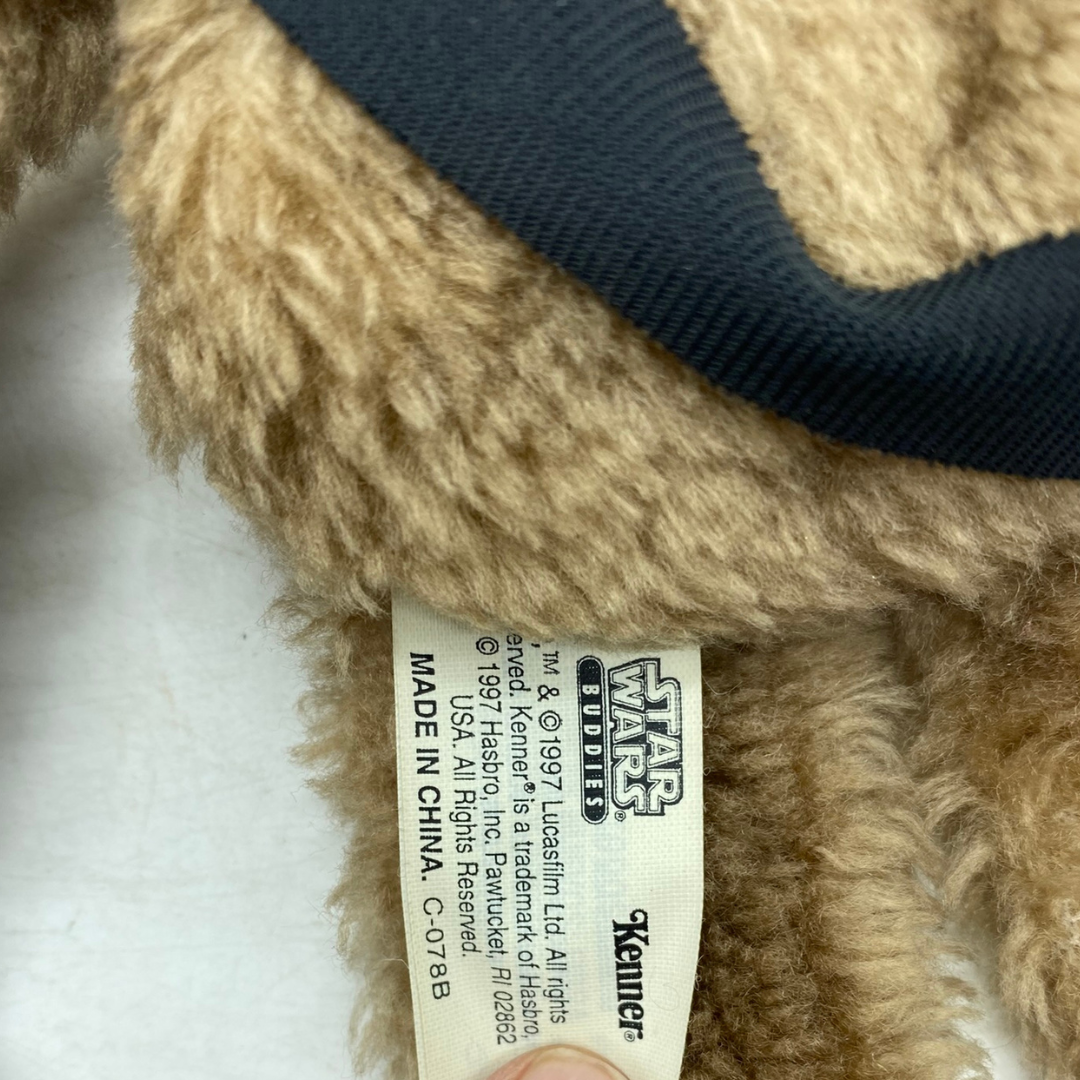 STAR
WARS®
BUDDIES
Kenner®
, ™ & ©1997 Lucasfilm Ltd. All rights
erved. Kenner® is a trademark of Hasbro,
© 1997 Hasbro, Inc. Pawtucket, RI 02862
USA. All Rights Reserved.
MADE IN CHINA. C-078B